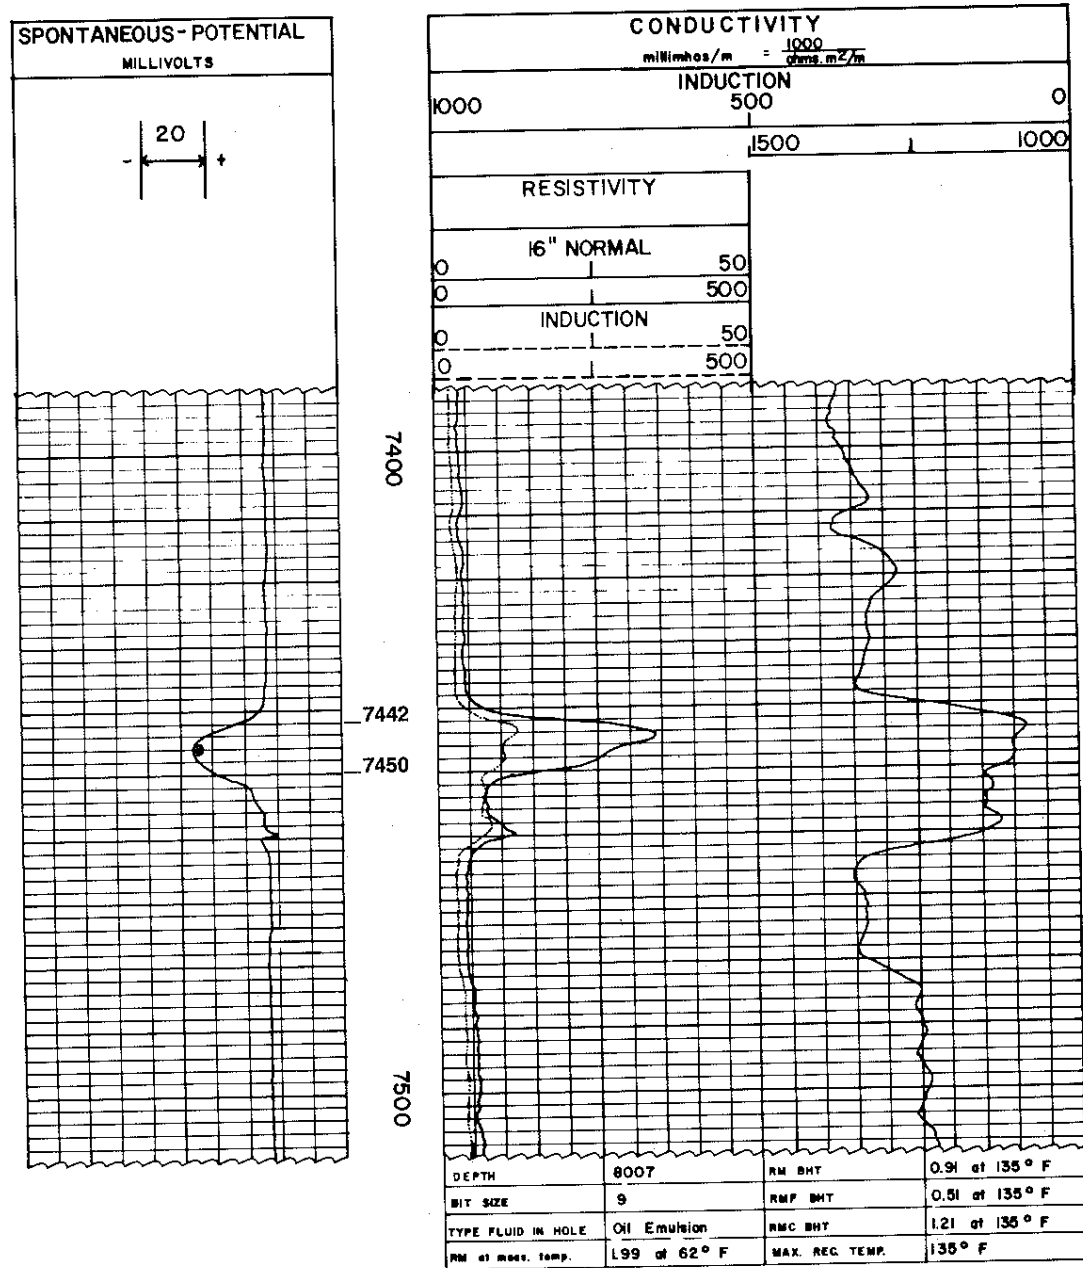 SPONTANEOUS-POTENTIAL
MILLIVOLTS
20
- +
CONDUCTIVITY
millimhos/m = 1000
ohms. m2/m
INDUCTION
1000 500 0
1500 1000
RESISTIVITY
16" NORMAL
0 50
0 500
INDUCTION
0 50
0 500
7400
7442
7450
7500
DEPTH 8007 RM BHT 0.91 at 135° F
BIT SIZE 9 RMF BHT 0.51 at 135° F
TYPE FLUID IN HOLE Oil Emulsion RMC BHT 1.21 at 135° F
RM at meas. temp. 1.99 at 62° F MAX. REC. TEMP. 135° F